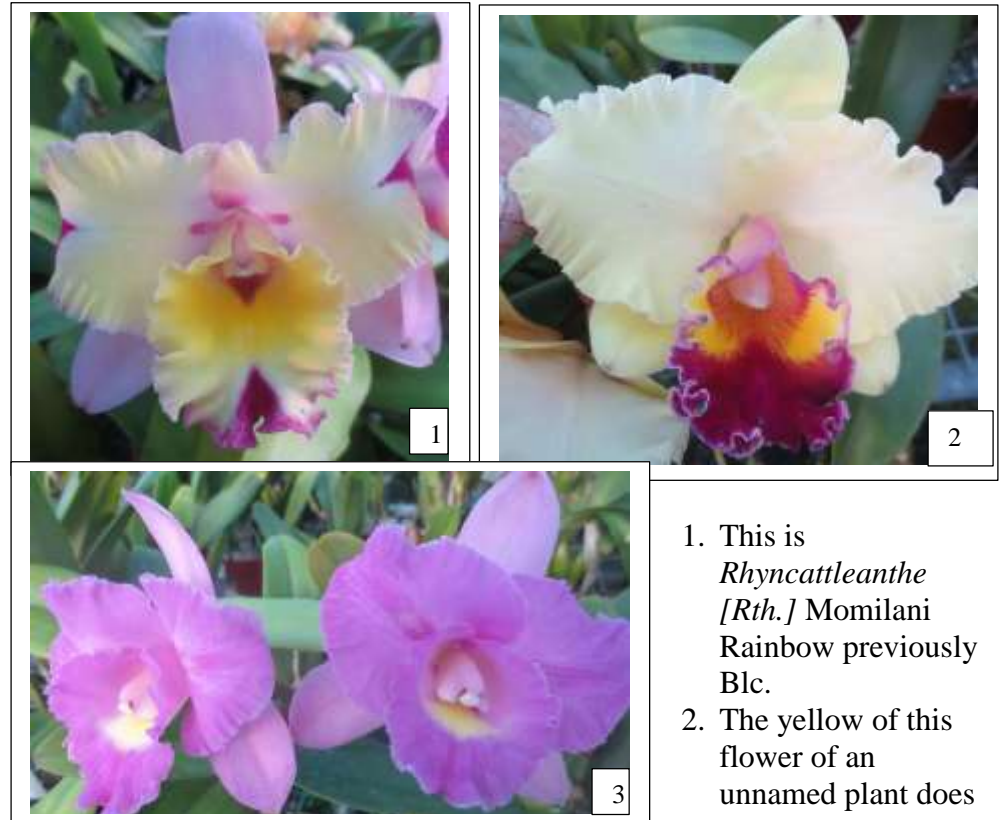 1
2
3
1. This is
Rhyncattleanthe
[Rth.] Momilani
Rainbow previously
Blc.
2. The yellow of this
flower of an
unnamed plant does